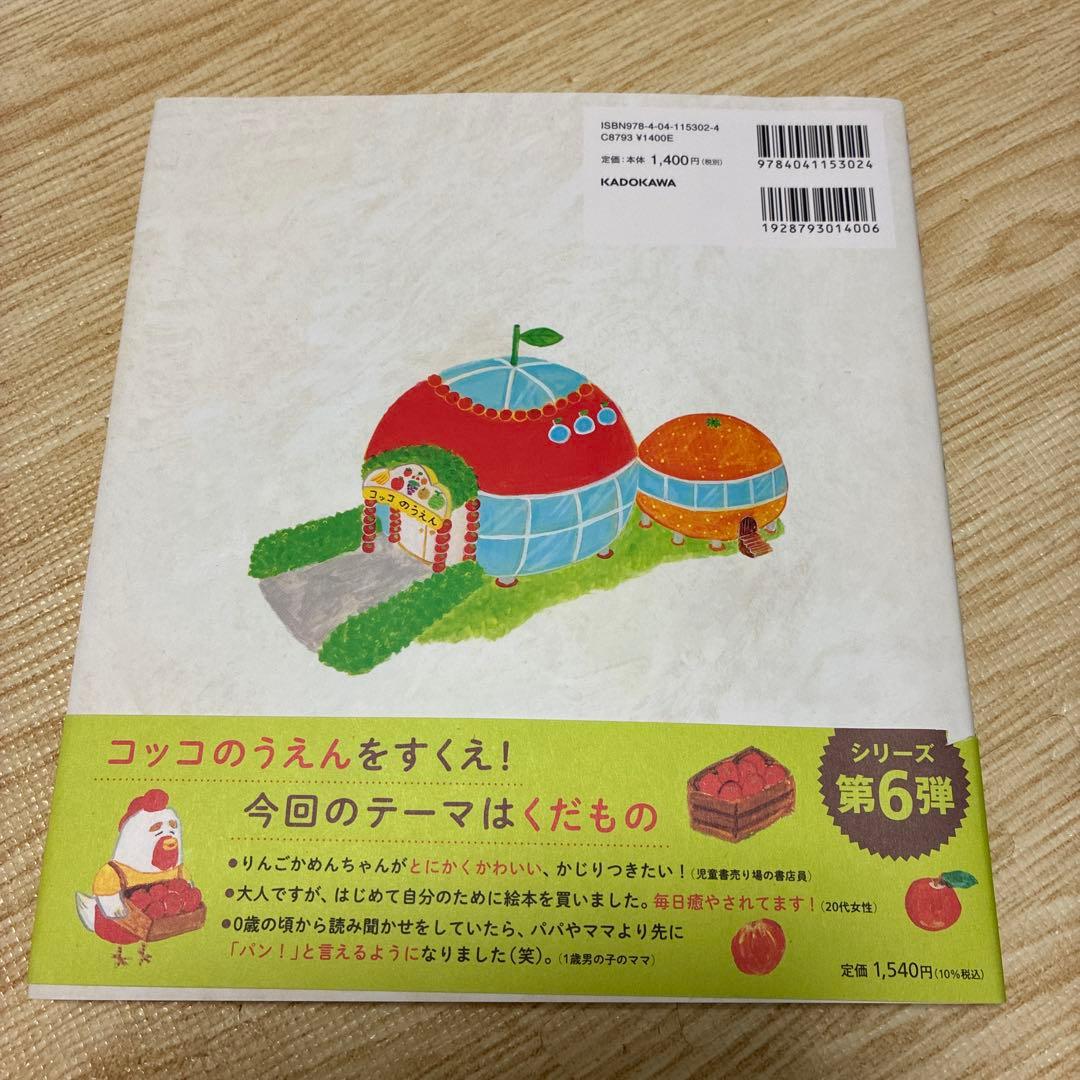 ISBN978-4-04-115302-4
C8793 ¥1400E
定価:本体 1,400円(税別)
KADOKAWA
9784041153024
1928793014006
コッコ のうえん
コッコのうえんをすくえ!
今回のテーマはくだもの
シリーズ
第6弾
●りんごかめんちゃんがとにかくかわいい、かじりつきたい!(児童書売り場の書店員)
●大人ですが、はじめて自分のために絵本を買いました。毎日癒やされてます!(20代女性)
●0歳の頃から読み聞かせをしていたら、パパやママより先に
「パン!」と言えるようになりました(笑)。(1歳男の子のママ)
定価 1,540円(10%税込)